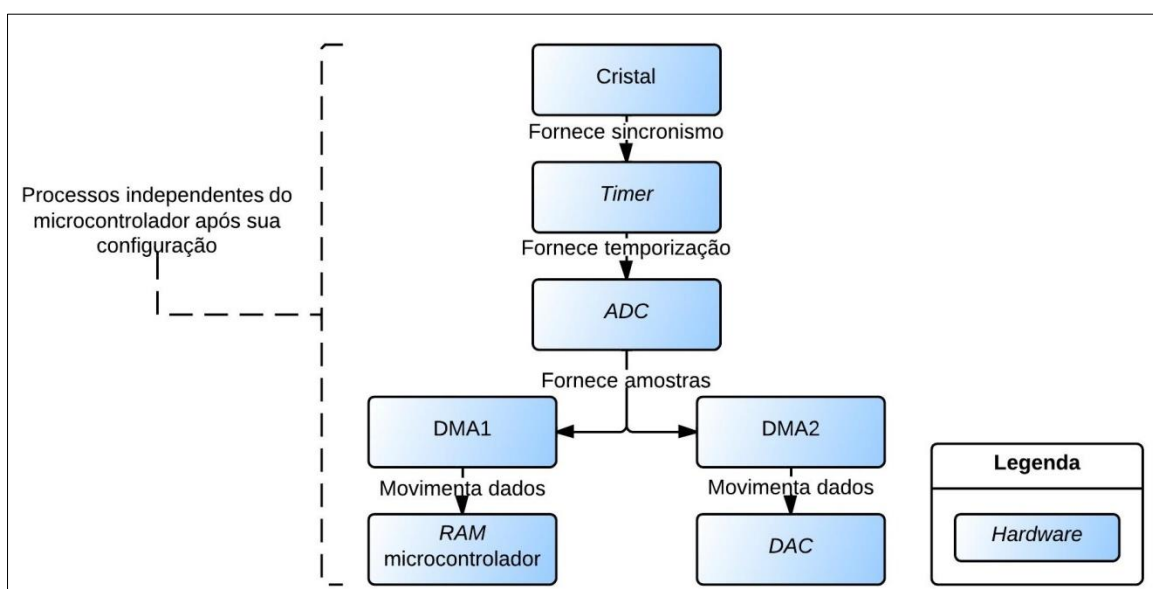 Cristal
Fornece sincronismo
Timer
Processos independentes do
microcontrolador após sua
configuração
Fornece temporização
ADC
Fornece amostras
DMA1
DMA2
Movimenta dados
Movimenta dados
RAM
microcontrolador
DAC
Legenda
Hardware